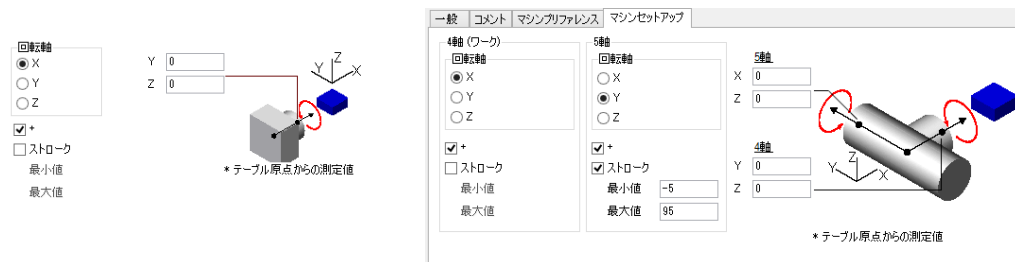 回転軸
X
Y
Z
+
ストローク
最小値
最大値
Y 0
Z 0
Y Z X
* テーブル原点からの測定値
一般 コメント マシンプリファレンス マシンセットアップ
4軸 (ワーク)
回転軸
X
Y
Z
+
ストローク
最小値
最大値
5軸
回転軸
X
Y
Z
+
ストローク
最小値 -5
最大値 95
5軸
X 0
Z 0
4軸
Y 0
Z 0
Y Z X
* テーブル原点からの測定値